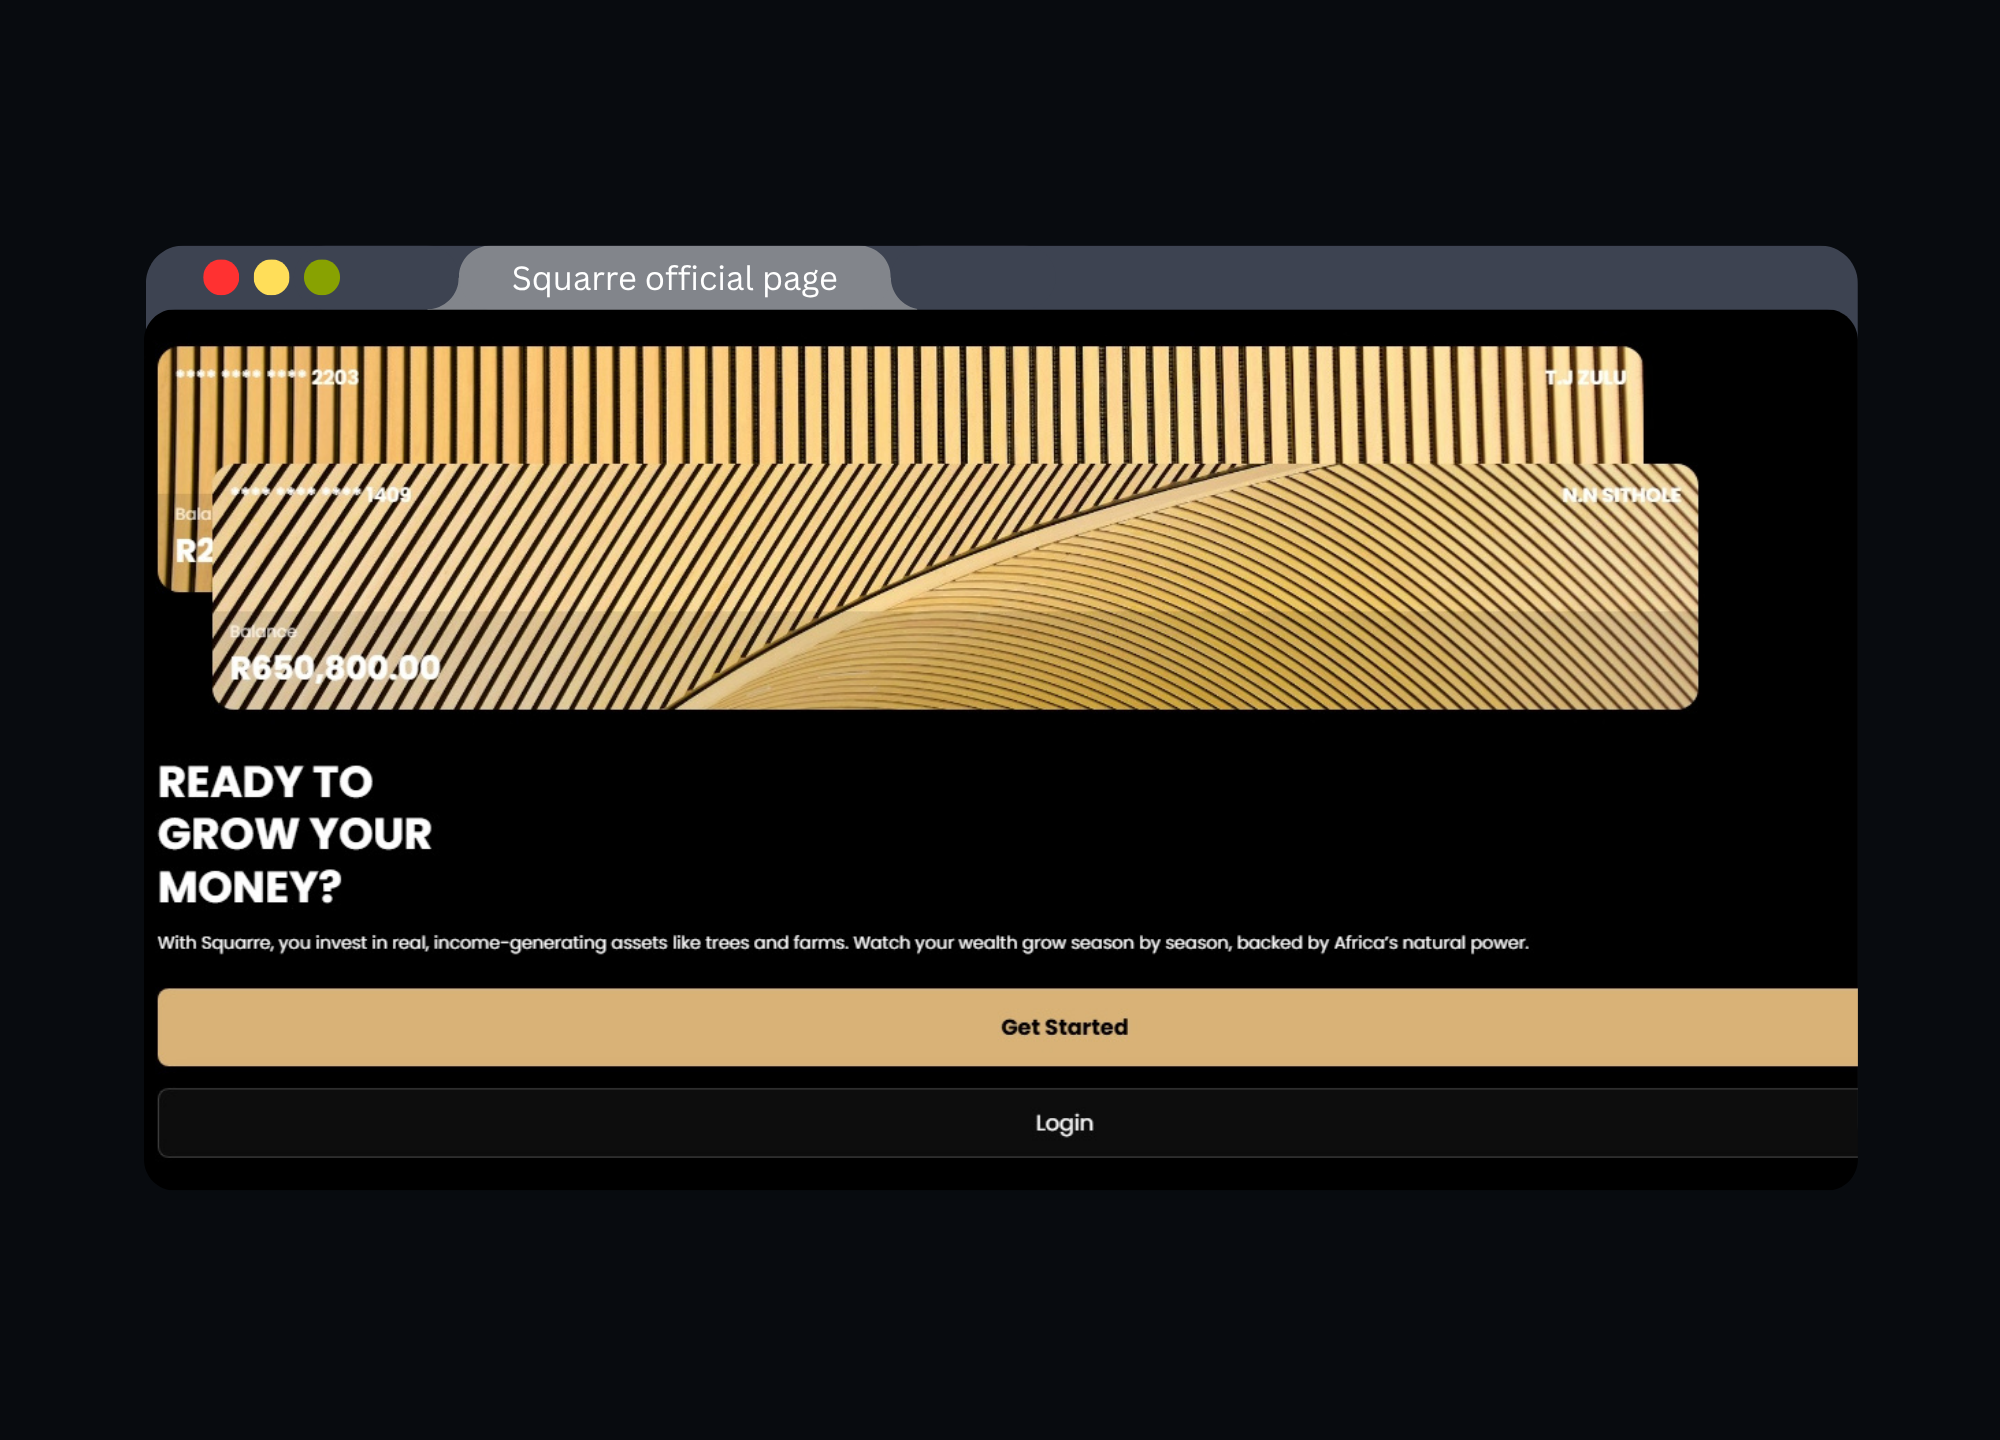 Squarre official page
**** **** **** 2203
T.J ZULU
**** **** **** 1409
N.N SITHOLE
Bala
R2
Balance
R650,800.00
READY TO
GROW YOUR
MONEY?
With Squarre, you invest in real, income-generating assets like trees and farms. Watch your wealth grow season by season, backed by Africa’s natural power.
Get Started
Login